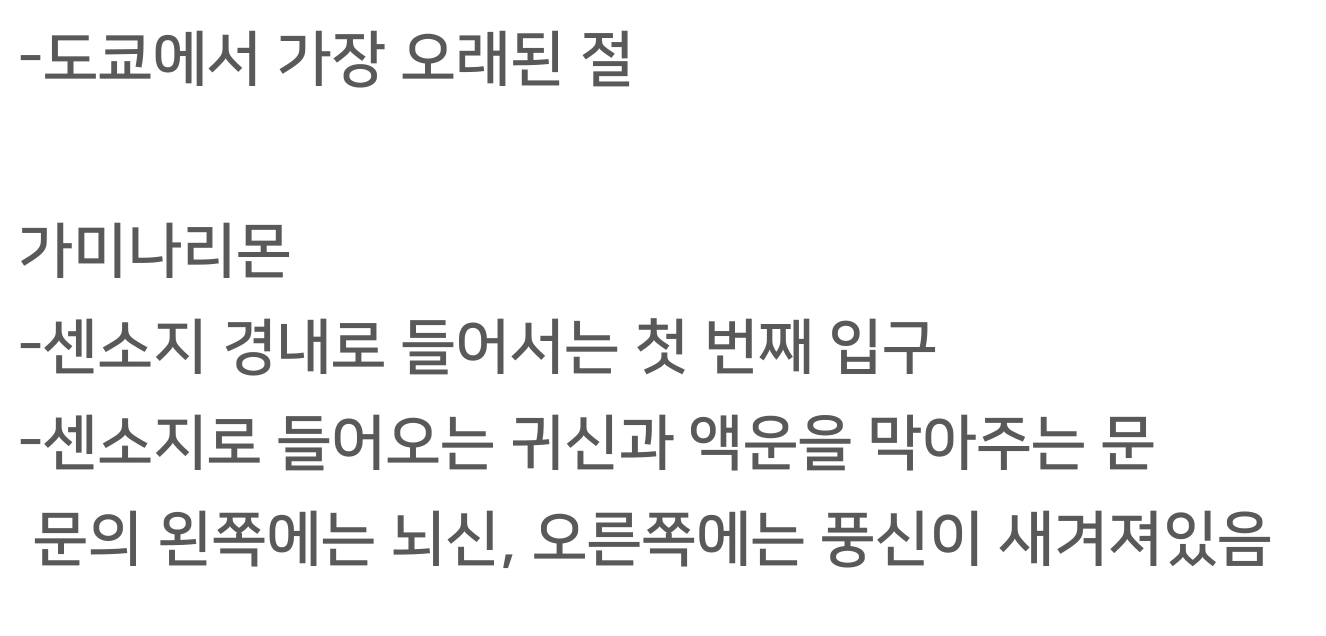 -도쿄에서 가장 오래된 절
가미나리몬
-센소지 경내로 들어서는 첫 번째 입구
-센소지로 들어오는 귀신과 액운을 막아주는 문
문의 왼쪽에는 뇌신, 오른쪽에는 풍신이 새겨져있음